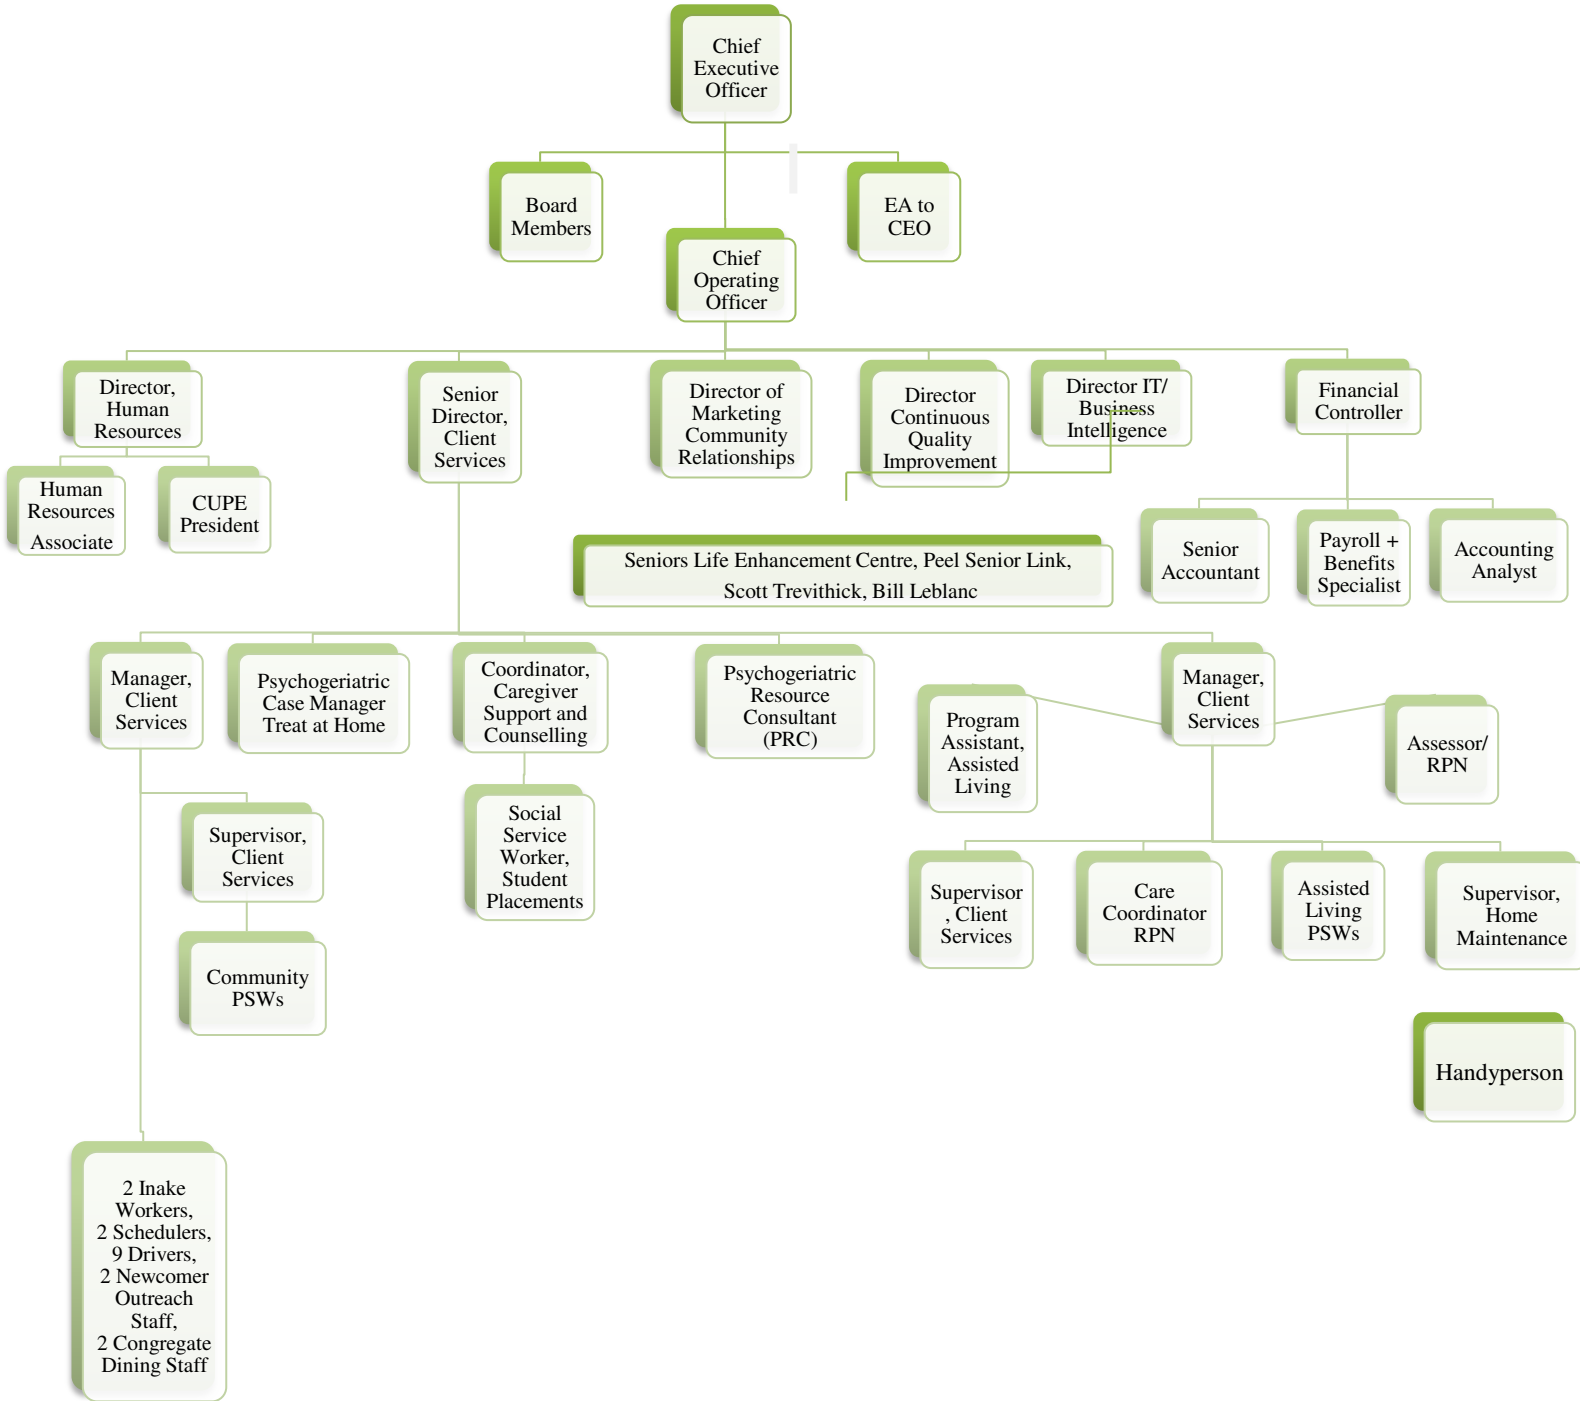 Chief
Executive
Officer
Board
Members
EA to
CEO
Chief
Operating
Officer
Director,
Human
Resources
Senior
Director,
Client
Services
Director of
Marketing
Community
Relationships
Director
Continuous
Quality
Improvement
Director IT/
Business
Intelligence
Financial
Controller
Human
Resources
Associate
CUPE
President
Senior
Accountant
Payroll +
Benefits
Specialist
Accounting
Analyst
Seniors Life Enhancement Centre, Peel Senior Link,
Scott Trevithick, Bill Leblanc
Manager,
Client
Services
Psychogeriatric
Case Manager
Treat at Home
Coordinator,
Caregiver
Support and
Counselling
Psychogeriatric
Resource
Consultant
(PRC)
Program
Assistant,
Assisted
Living
Manager,
Client
Services
Assessor/
RPN
Supervisor,
Client
Services
Social
Service
Worker,
Student
Placements
Supervisor
, Client
Services
Care
Coordinator
RPN
Assisted
Living
PSWs
Supervisor,
Home
Maintenance
Community
PSWs
Handyperson
2 Inake
Workers,
2 Schedulers,
9 Drivers,
2 Newcomer
Outreach
Staff,
2 Congregate
Dining Staff